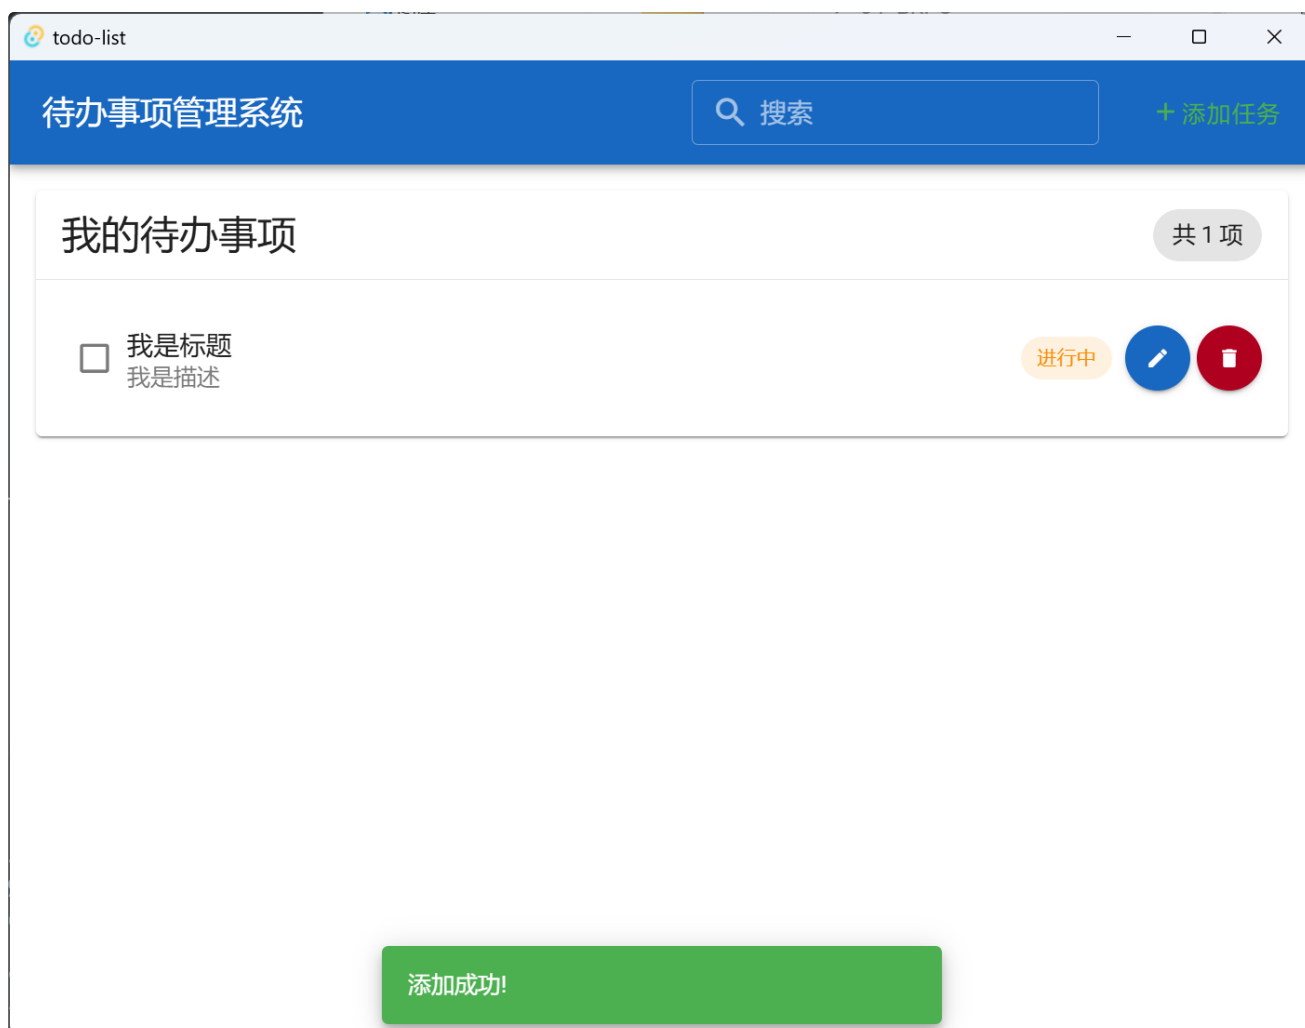 todo-list
待办事项管理系统
搜索
+ 添加任务
我的待办事项
共 1 项
我是标题
我是描述
进行中
添加成功!